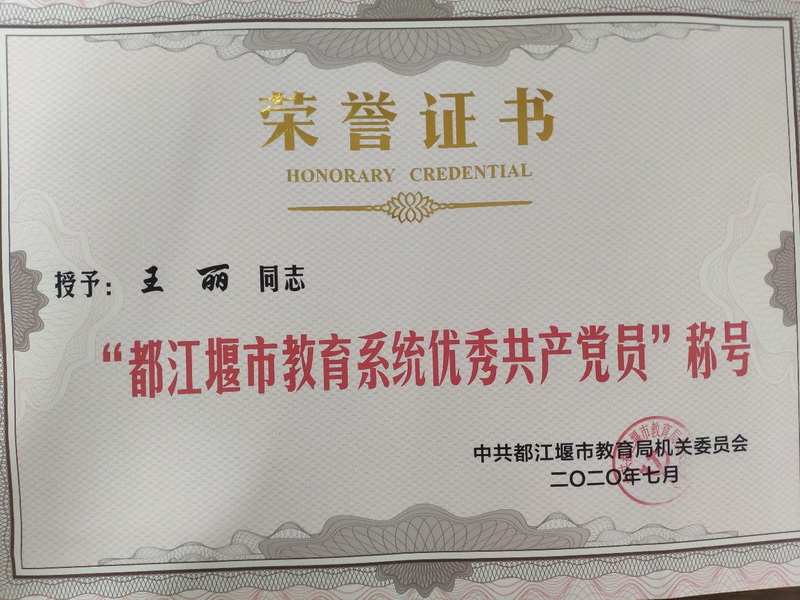 荣誉证书
HONORARY CREDENTIAL
授予：王丽同志
“都江堰市教育系统优秀共产党员”称号
中共都江堰市教育局机关委员会
二〇二〇年七月